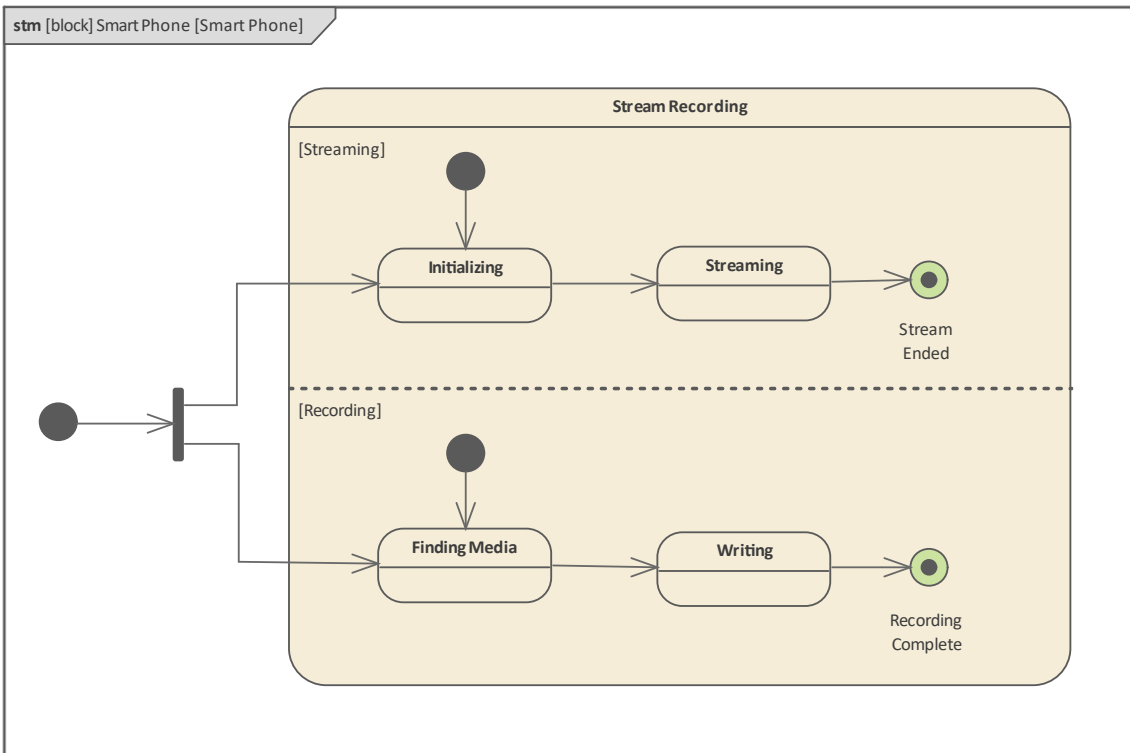 stm [block] Smart Phone [Smart Phone]
Stream Recording
[Streaming]
Initializing
Streaming
Stream
Ended
[Recording]
Finding Media
Writing
Recording
Complete